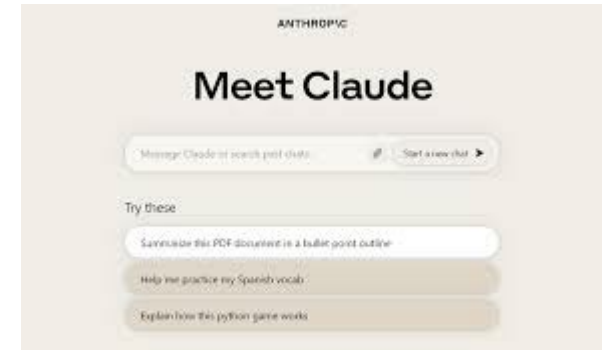 ANTHROP\C
Meet Claude
Message Claude or search past chats...
Start a new chat
Try these
Summarize this PDF document in a bullet point outline
Help me practice my Spanish vocab
Explain how this python game works